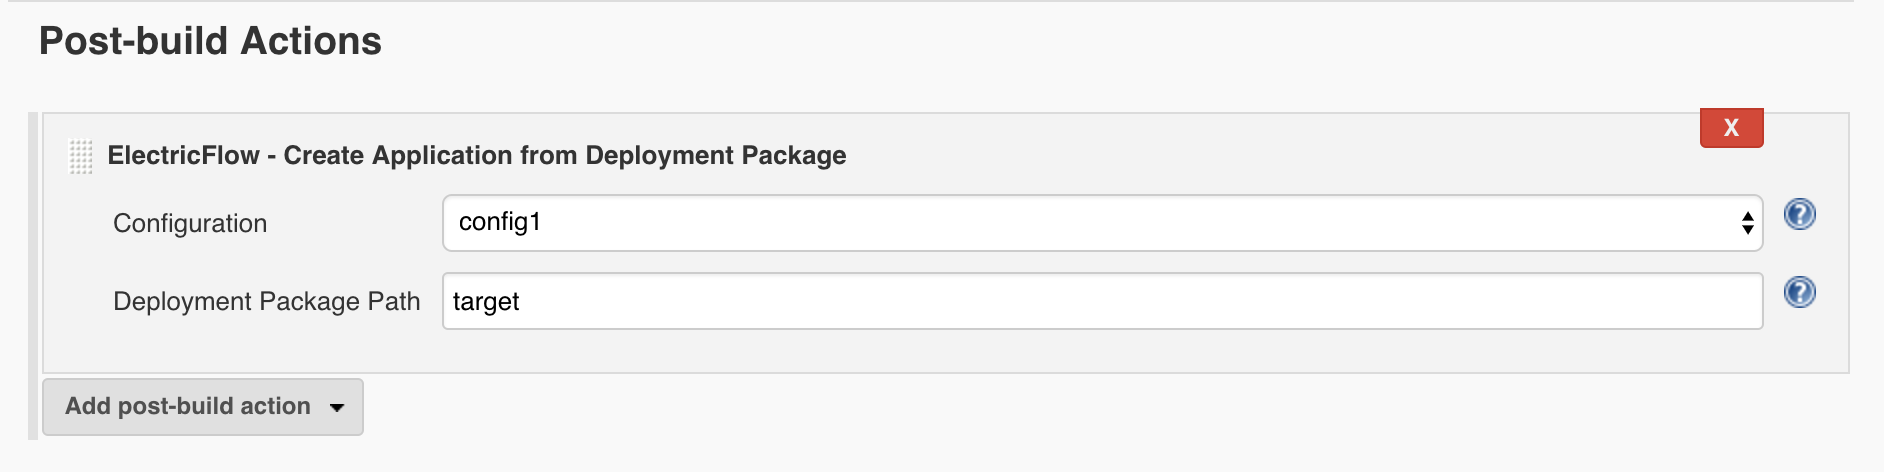 Post-build Actions
X
ElectricFlow - Create Application from Deployment Package
Configuration config1 ?
Deployment Package Path target ?
Add post-build action